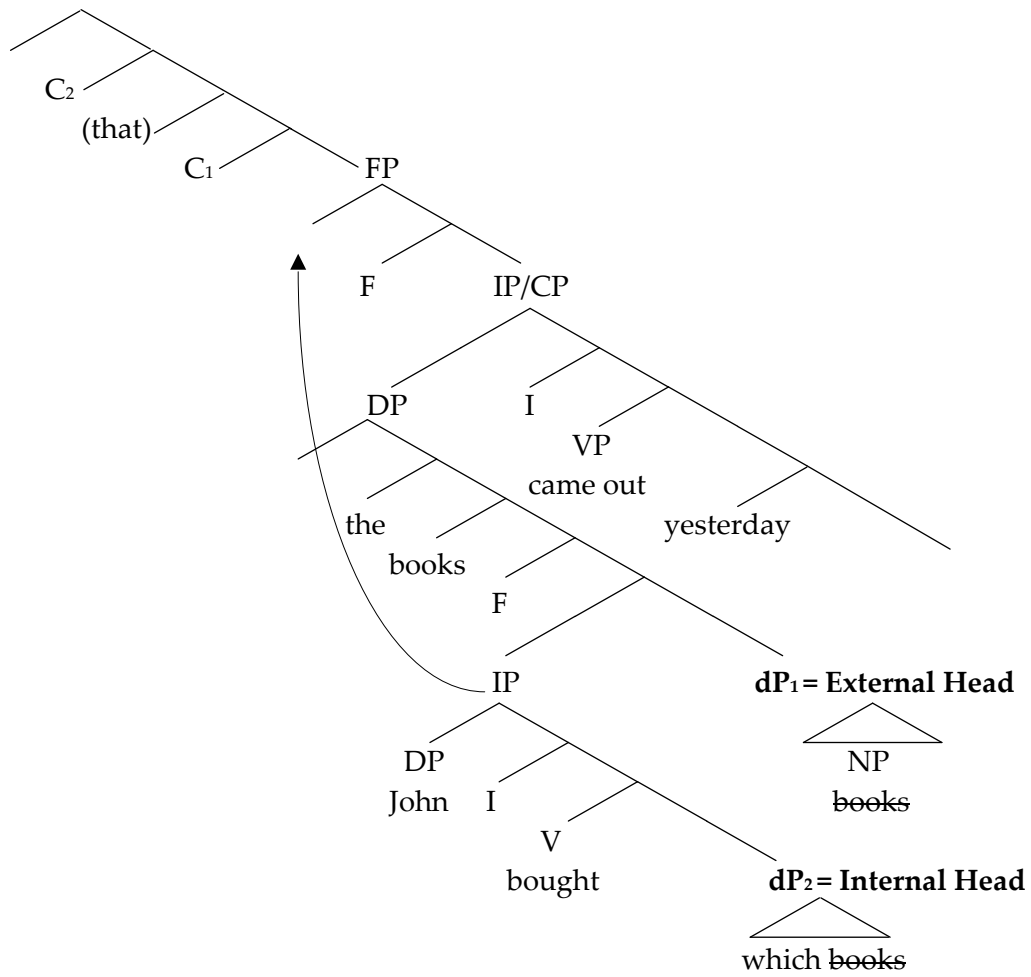 C₂
(that)
C₁ FP
F IP/CP
DP I
VP
came out
the yesterday
books
F
IP dP₁ = External Head
DP NP
John I books
V
bought dP₂ = Internal Head
which books